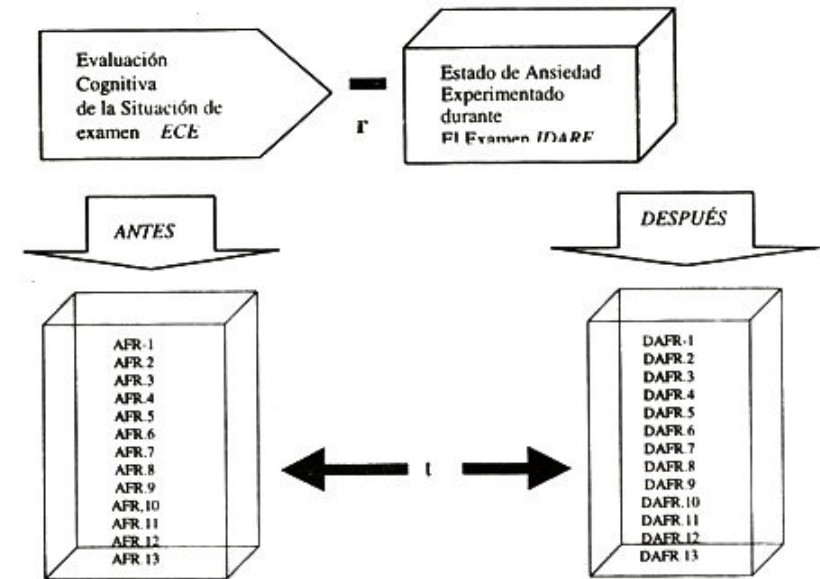 Evaluación
Cognitiva
de la Situación de
examen ECE
r
Estado de Ansiedad
Experimentado
durante
El Examen IDARE
ANTES
DESPUÉS
AFR-1
AFR.2
AFR.3
AFR.4
AFR.5
AFR.6
AFR.7
AFR.8
AFR.9
AFR,10
AFR.11
AFR.12
AFR.13
t
DAFR-1
DAFR.2
DAFR.3
DAFR.4
DAFR.5
DAFR.6
DAFR.7
DAFR.8
DAFR.9
DAFR.10
DAFR.11
DAFR.12
DAFR.13